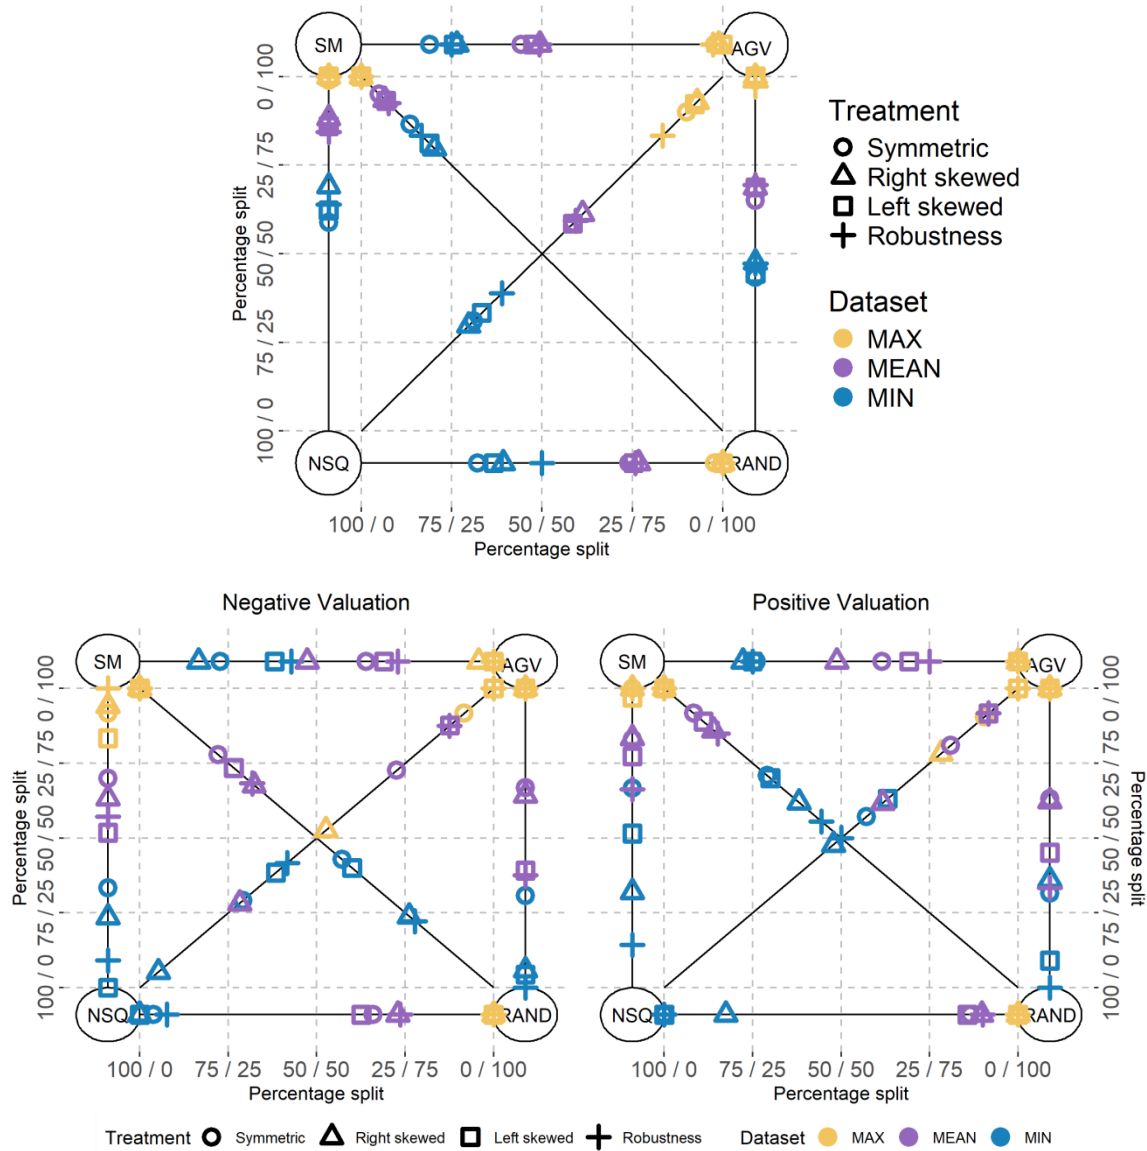 SM
AGV
0 / 100
25 / 75
50 / 50
75 / 25
100 / 0
Percentage split
NSQ
RAND
100 / 0
75 / 25
50 / 50
25 / 75
0 / 100
Percentage split
Treatment
Symmetric
Right skewed
Left skewed
Robustness
Dataset
MAX
MEAN
MIN
Negative Valuation
SM
AGV
0 / 100
25 / 75
50 / 50
75 / 25
100 / 0
Percentage split
NSQ
RAND
100 / 0
75 / 25
50 / 50
25 / 75
0 / 100
Percentage split
Positive Valuation
SM
AGV
0 / 100
25 / 75
50 / 50
75 / 25
100 / 0
Percentage split
NSQ
RAND
100 / 0
75 / 25
50 / 50
25 / 75
0 / 100
Percentage split
Treatment Symmetric Right skewed Left skewed Robustness Dataset MAX MEAN MIN